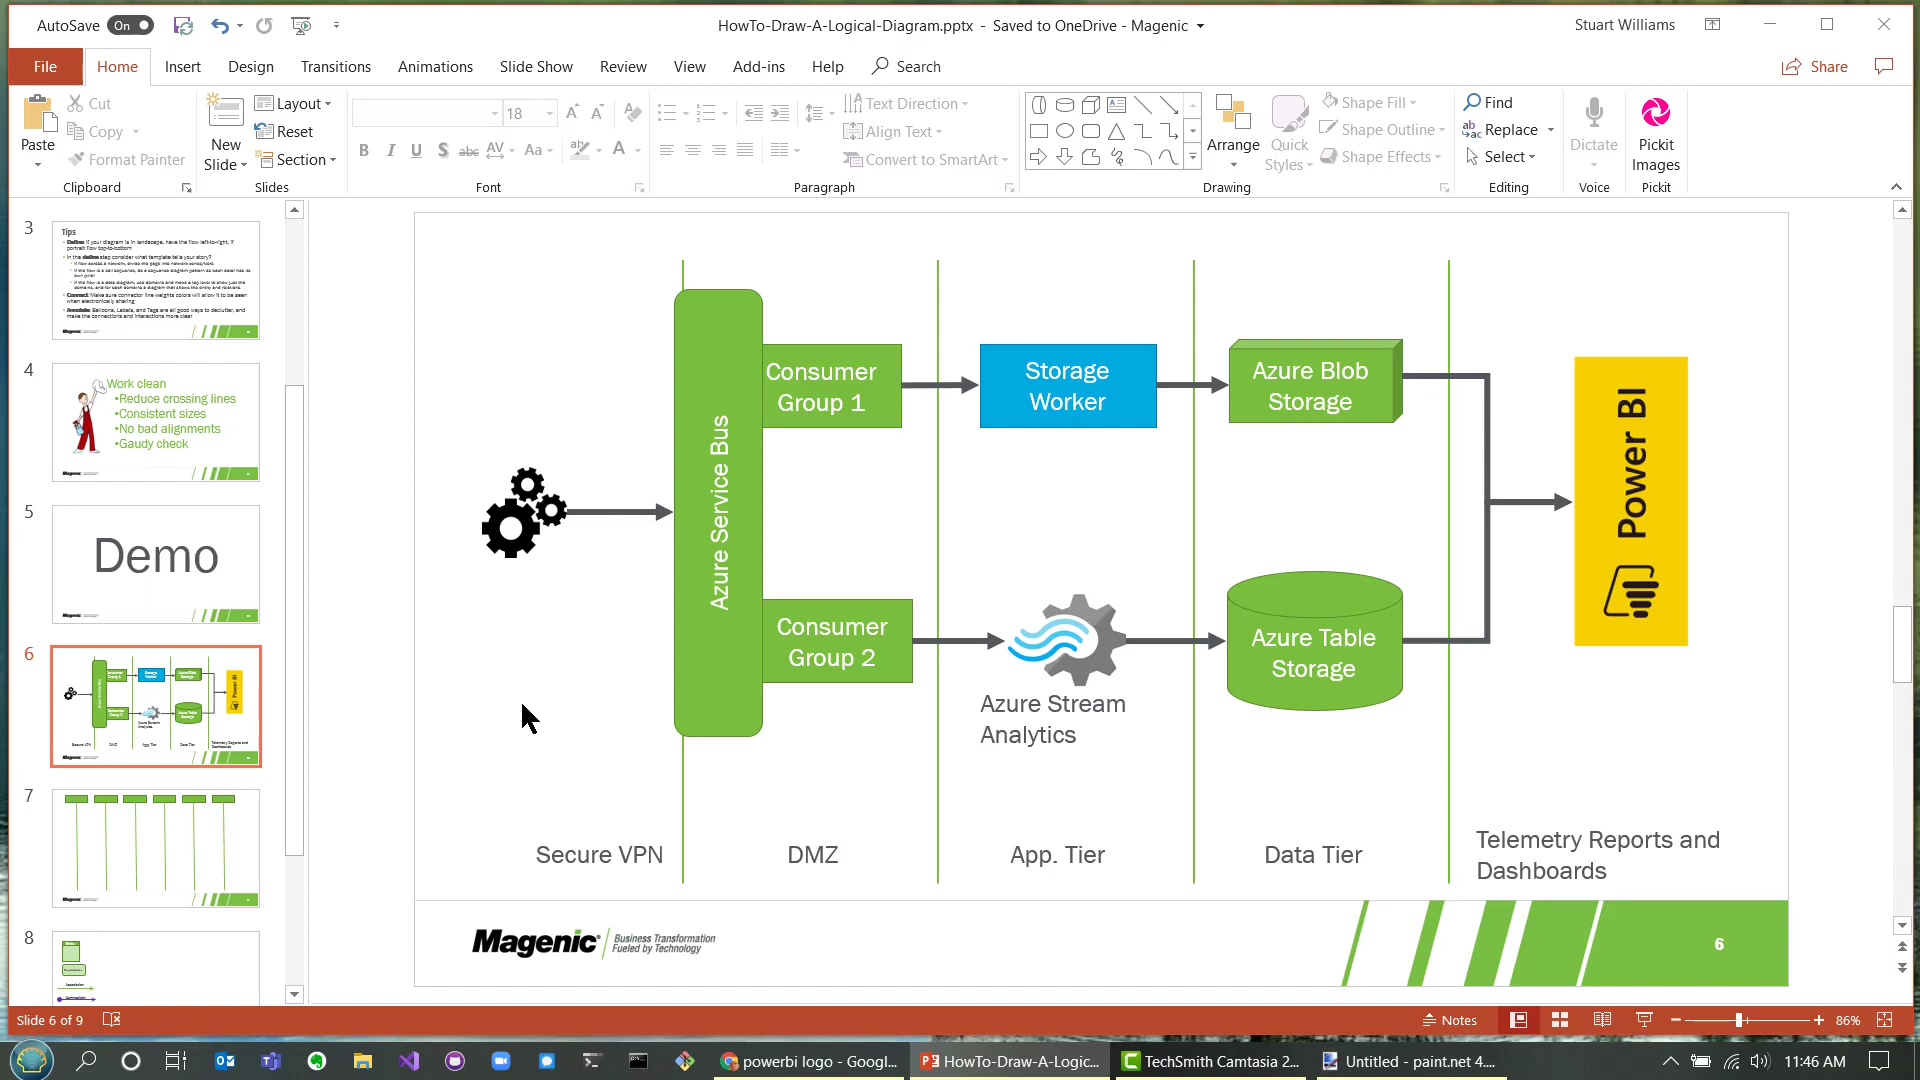 AutoSave On
HowTo-Draw-A-Logical-Diagram.pptx - Saved to OneDrive - Magenic
Stuart Williams
File Home Insert Design Transitions Animations Slide Show Review View Add-ins Help Search
Share
Paste
Cut
Copy
Format Painter
Clipboard
New
Slide
Layout
Reset
Section
Slides
18
B I U S abc AV Aa A
Font
Text Direction
Align Text
Convert to SmartArt
Paragraph
Arrange
Quick
Styles
Shape Fill
Shape Outline
Shape Effects
Drawing
Find
Replace
Select
Editing
Dictate
Voice
Pickit
Images
Pickit
3
Tips
4
Work clean
•Reduce crossing lines
•Consistent sizes
•No bad alignments
•Gaudy check
Magenic
5
Demo
Magenic
6
7
8
Azure Service Bus
Consumer
Group 1
Storage
Worker
Azure Blob
Storage
Power BI
Consumer
Group 2
Azure Stream
Analytics
Azure Table
Storage
Secure VPN
DMZ
App. Tier
Data Tier
Telemetry Reports and
Dashboards
Magenic
Business Transformation
Fueled by Technology
6
Slide 6 of 9
Notes
86%
powerbi logo - Googl...
HowTo-Draw-A-Logic...
TechSmith Camtasia 2...
Untitled - paint.net 4....
11:46 AM